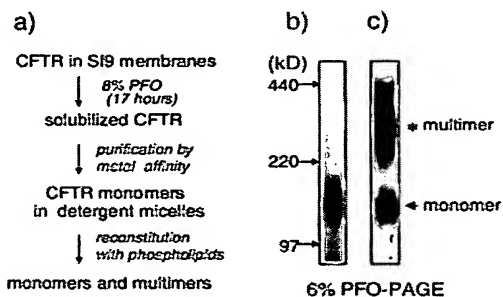 a)
CFTR in Sf9 membranes
8% PFO
(17 hours)
solubilized CFTR
purification by
metal affinity
CFTR monomers
in detergent micelles
reconstitution
with phospholipids
monomers and multimers
b) c)
(kD)
440
220
97
multimer
monomer
6% PFO-PAGE